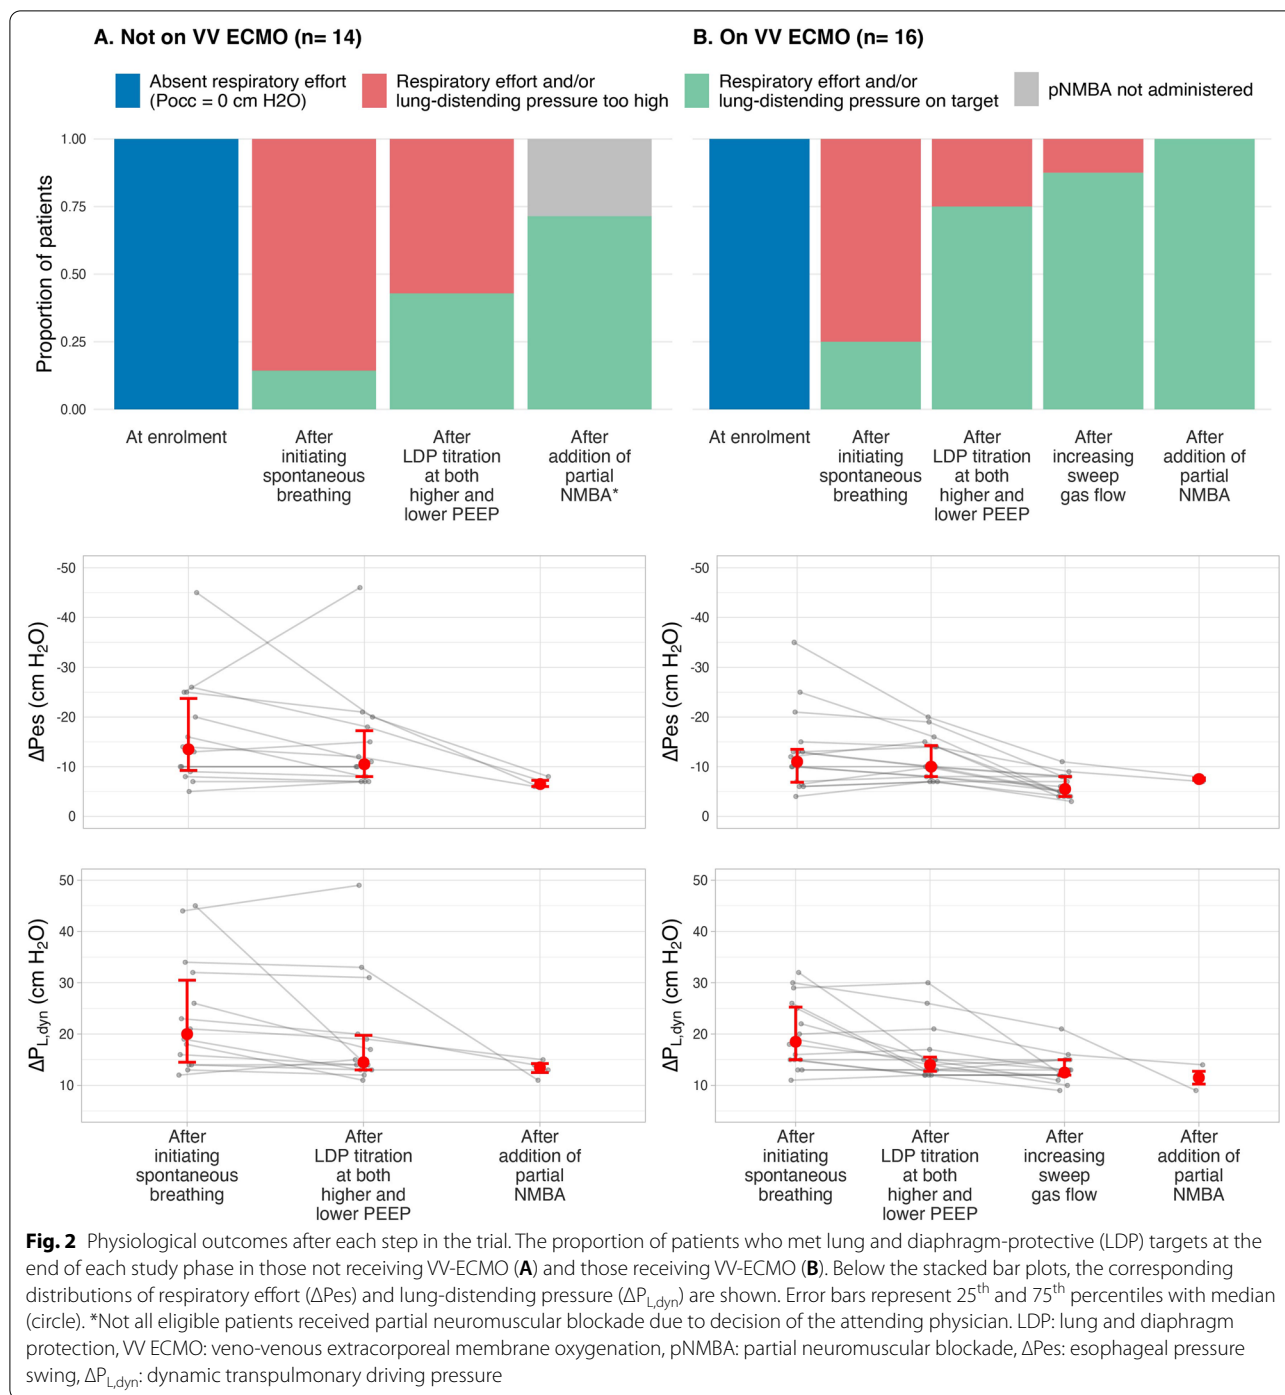 A. Not on VV ECMO (n= 14)
B. On VV ECMO (n= 16)
Absent respiratory effort
(Pocc = 0 cm H2O)
Respiratory effort and/or
lung-distending pressure too high
Respiratory effort and/or
lung-distending pressure on target
pNMBA not administered
Proportion of patients
1.00
0.75
0.50
0.25
0.00
At enrolment
After
initiating
spontaneous
breathing
After
LDP titration
at both
higher and
lower PEEP
After
addition of
partial
NMBA*
At enrolment
After
initiating
spontaneous
breathing
After
LDP titration
at both
higher and
lower PEEP
After
increasing
sweep
gas flow
After
addition of
partial
NMBA
ΔPes (cm H₂O)
-50
-40
-30
-20
-10
0
ΔPes (cm H₂O)
-50
-40
-30
-20
-10
0
ΔP_L,dyn (cm H₂O)
50
40
30
20
10
ΔP_L,dyn (cm H₂O)
50
40
30
20
10
After
initiating
spontaneous
breathing
After
LDP titration
at both
higher and
lower PEEP
After
addition of
partial
NMBA
After
initiating
spontaneous
breathing
After
LDP titration
at both
higher and
lower PEEP
After
increasing
sweep
gas flow
After
addition of
partial
NMBA
Fig. 2 Physiological outcomes after each step in the trial. The proportion of patients who met lung and diaphragm-protective (LDP) targets at the
end of each study phase in those not receiving VV-ECMO (A) and those receiving VV-ECMO (B). Below the stacked bar plots, the corresponding
distributions of respiratory effort (ΔPes) and lung-distending pressure (ΔP_L,dyn) are shown. Error bars represent 25th and 75th percentiles with median
(circle). *Not all eligible patients received partial neuromuscular blockade due to decision of the attending physician. LDP: lung and diaphragm
protection, VV ECMO: veno-venous extracorporeal membrane oxygenation, pNMBA: partial neuromuscular blockade, ΔPes: esophageal pressure
swing, ΔP_L,dyn: dynamic transpulmonary driving pressure